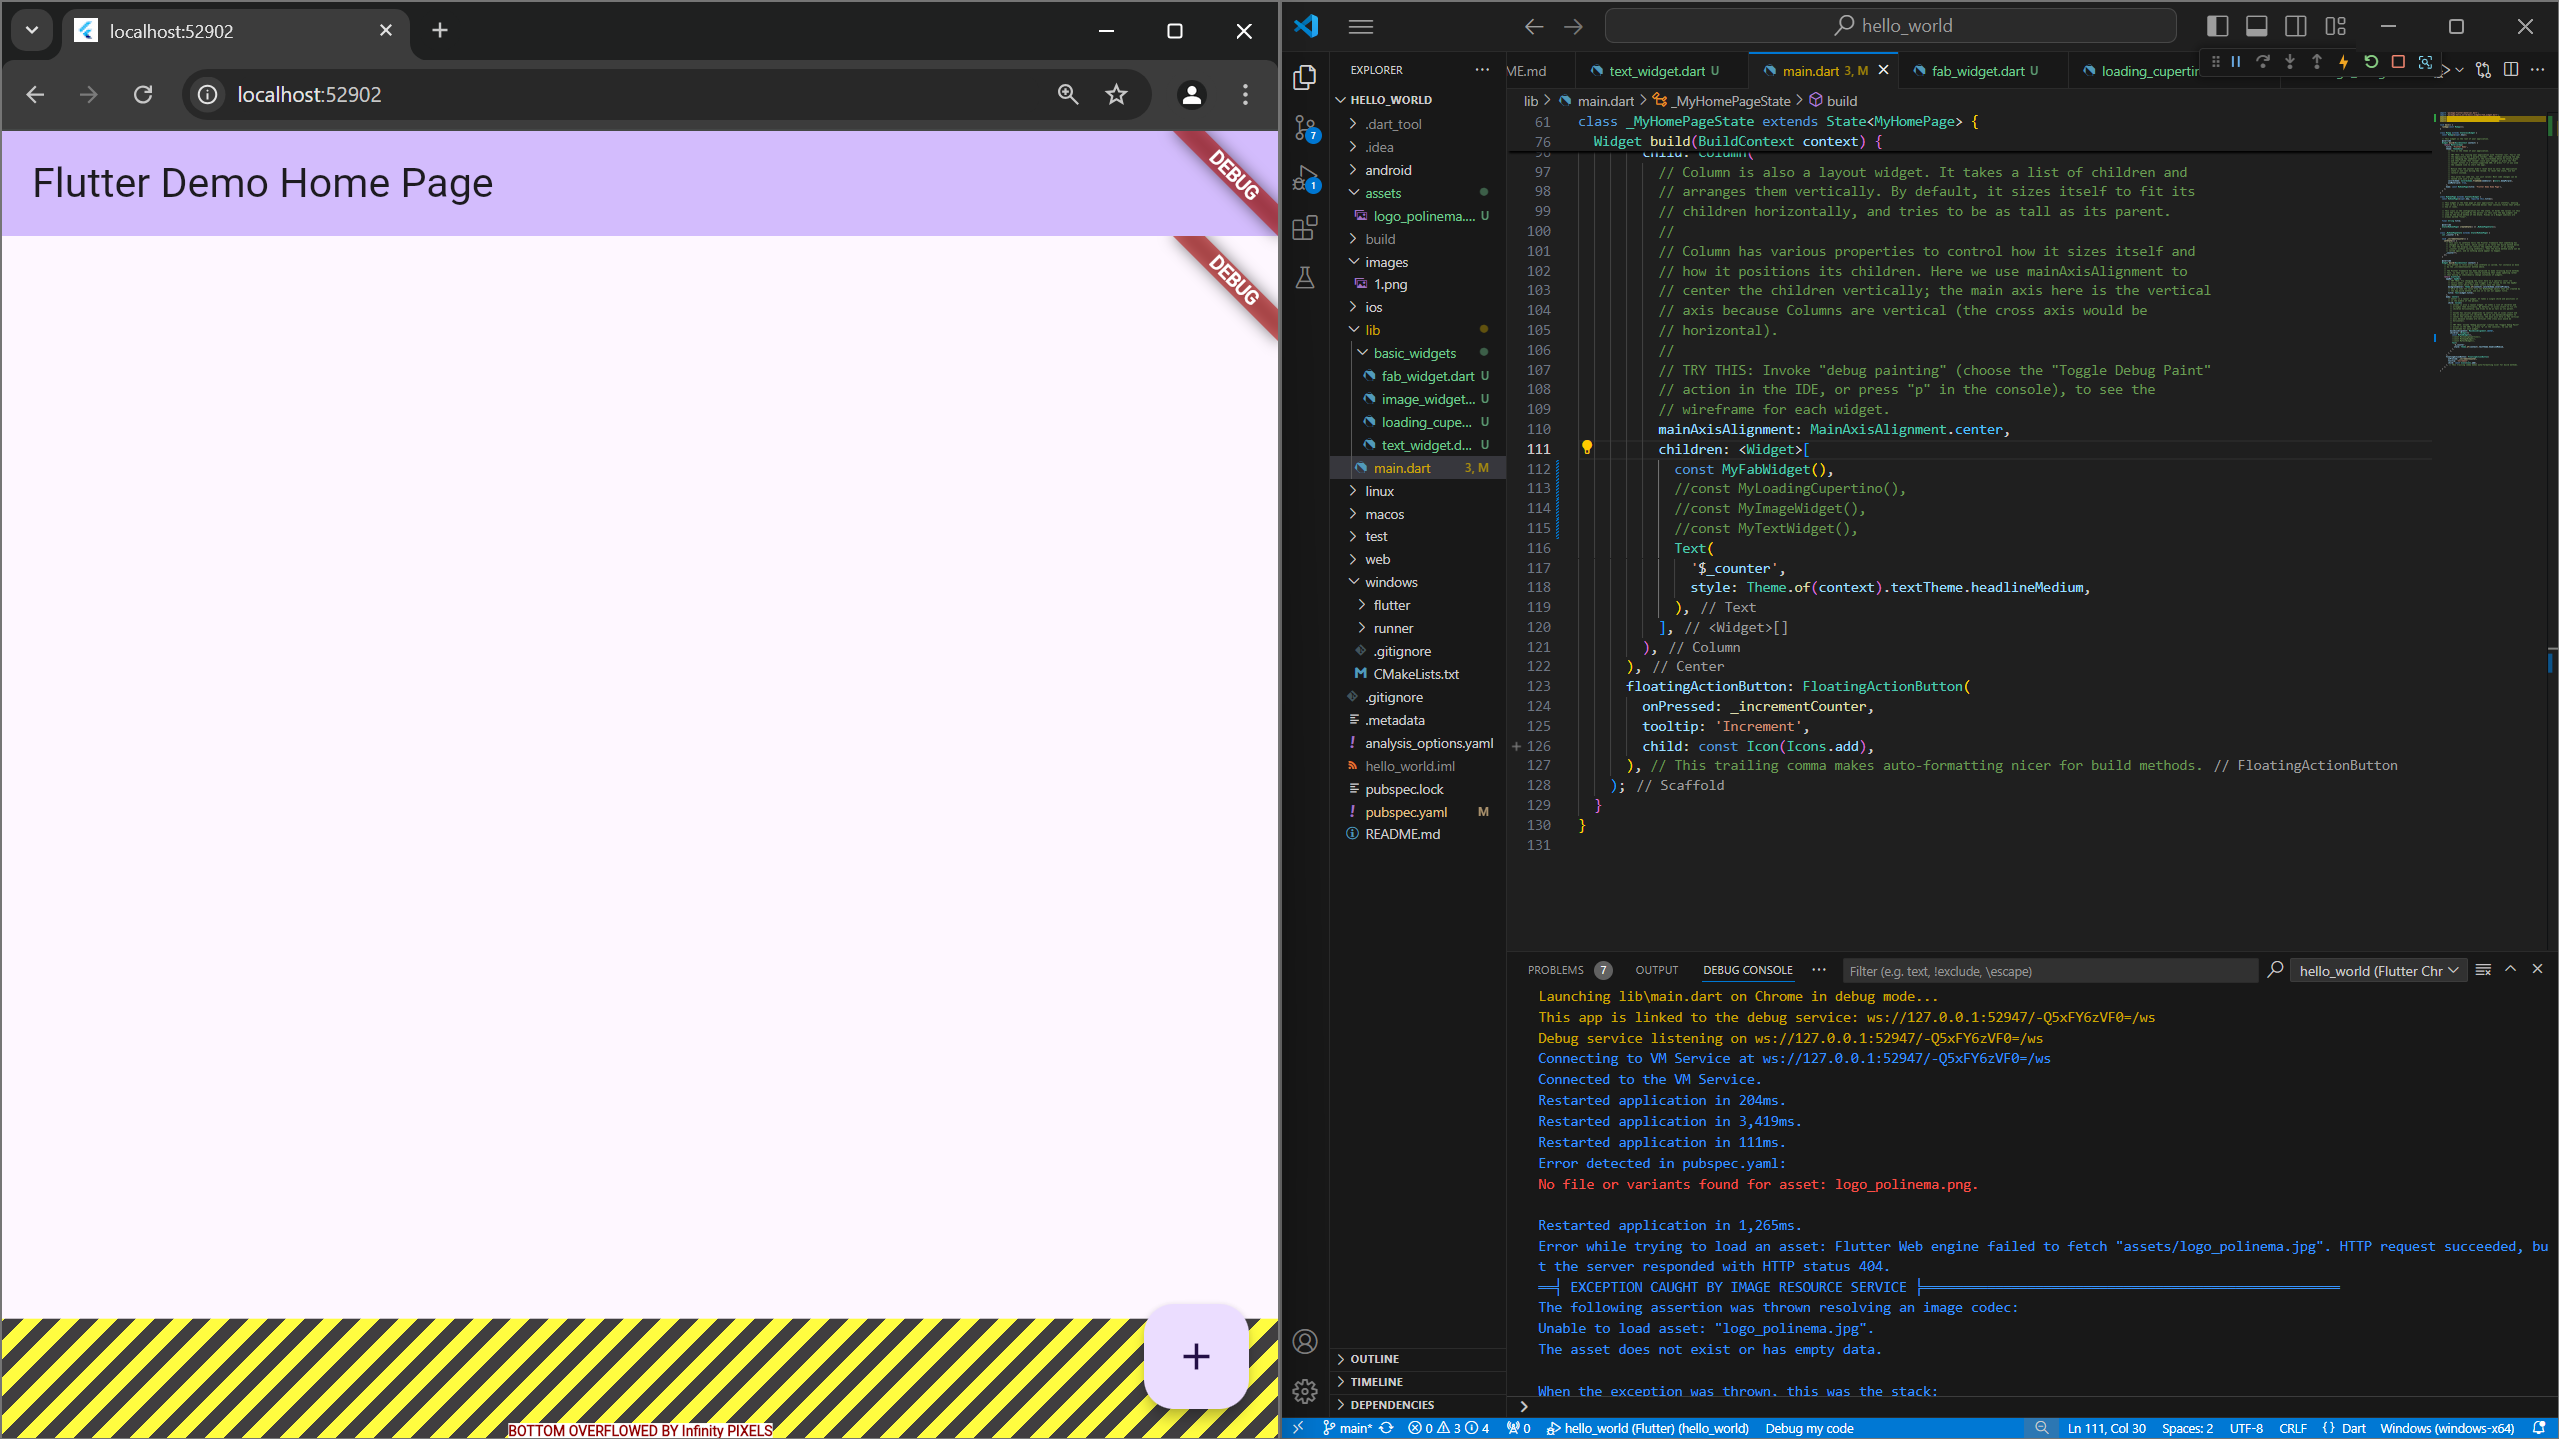 localhost:52902
localhost:52902
Flutter Demo Home Page
DEBUG
DEBUG
BOTTOM OVERFLOWED BY Infinity PIXELS
hello_world
EXPLORER
HELLO_WORLD
.dart_tool
.idea
android
assets
logo_polinema.... U
build
images
1.png
ios
lib
basic_widgets
fab_widget.dart U
image_widget... U
loading_cupe... U
text_widget.d... U
main.dart 3, M
linux
macos
test
web
windows
flutter
runner
.gitignore
CMakeLists.txt
.gitignore
.metadata
analysis_options.yaml
hello_world.iml
pubspec.lock
pubspec.yaml M
README.md
OUTLINE
TIMELINE
DEPENDENCIES
7
1
ME.md
text_widget.dart U
main.dart 3, M
fab_widget.dart U
loading_cupertin
lib > main.dart > _MyHomePageState > build
61 class _MyHomePageState extends State<MyHomePage> {
76 Widget build(BuildContext context) {
96 child: Column(
97 // Column is also a layout widget. It takes a list of children and
98 // arranges them vertically. By default, it sizes itself to fit its
99 // children horizontally, and tries to be as tall as its parent.
100 //
101 // Column has various properties to control how it sizes itself and
102 // how it positions its children. Here we use mainAxisAlignment to
103 // center the children vertically; the main axis here is the vertical
104 // axis because Columns are vertical (the cross axis would be
105 // horizontal).
106 //
107 // TRY THIS: Invoke "debug painting" (choose the "Toggle Debug Paint"
108 // action in the IDE, or press "p" in the console), to see the
109 // wireframe for each widget.
110 mainAxisAlignment: MainAxisAlignment.center,
111 children: <Widget>[
112 const MyFabWidget(),
113 //const MyLoadingCupertino(),
114 //const MyImageWidget(),
115 //const MyTextWidget(),
116 Text(
117 '$_counter',
118 style: Theme.of(context).textTheme.headlineMedium,
119 ), // Text
120 ], // <Widget>[]
121 ), // Column
122 ), // Center
123 floatingActionButton: FloatingActionButton(
124 onPressed: _incrementCounter,
125 tooltip: 'Increment',
126 child: const Icon(Icons.add),
127 ), // This trailing comma makes auto-formatting nicer for build methods. // FloatingActionButton
128 ); // Scaffold
129 }
130 }
131
PROBLEMS 7 OUTPUT DEBUG CONSOLE Filter (e.g. text, !exclude, \escape) hello_world (Flutter Chr
Launching lib\main.dart on Chrome in debug mode...
This app is linked to the debug service: ws://127.0.0.1:52947/-Q5xFY6zVF0=/ws
Debug service listening on ws://127.0.0.1:52947/-Q5xFY6zVF0=/ws
Connecting to VM Service at ws://127.0.0.1:52947/-Q5xFY6zVF0=/ws
Connected to the VM Service.
Restarted application in 204ms.
Restarted application in 3,419ms.
Restarted application in 111ms.
Error detected in pubspec.yaml:
No file or variants found for asset: logo_polinema.png.
Restarted application in 1,265ms.
Error while trying to load an asset: Flutter Web engine failed to fetch "assets/logo_polinema.jpg". HTTP request succeeded, bu
t the server responded with HTTP status 404.
══╡ EXCEPTION CAUGHT BY IMAGE RESOURCE SERVICE ╞══
The following assertion was thrown resolving an image codec:
Unable to load asset: "logo_polinema.jpg".
The asset does not exist or has empty data.
When the exception was thrown, this was the stack:
main* 0 3 4 0 hello_world (Flutter) (hello_world) Debug my code Ln 111, Col 30 Spaces: 2 UTF-8 CRLF {} Dart Windows (windows-x64)